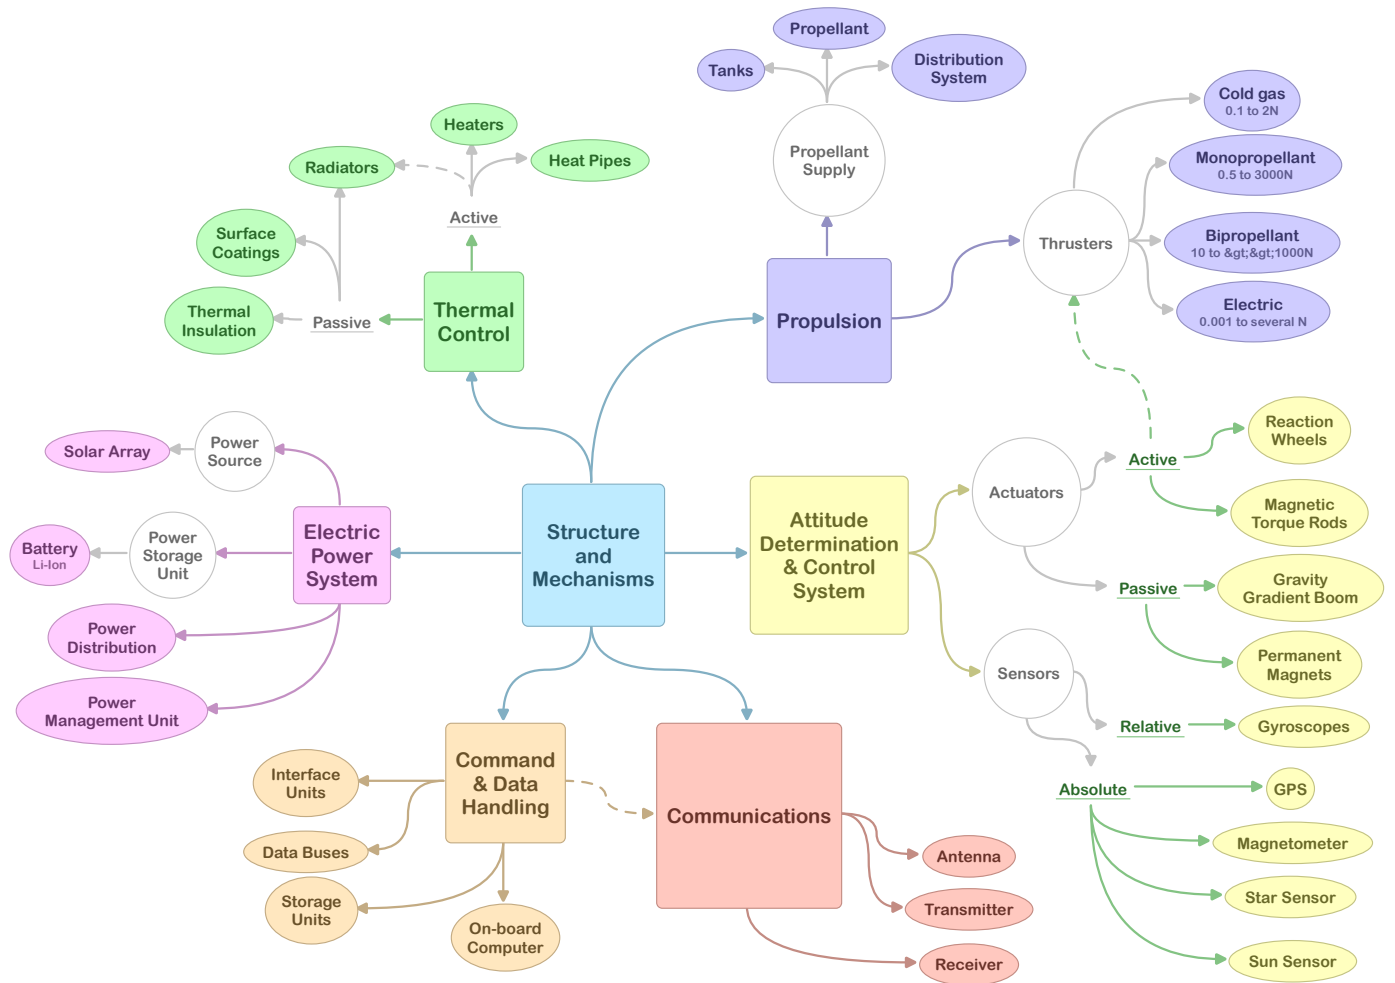 Propellant
Tanks
Distribution
System
Propellant
Supply
Cold gas
0.1 to 2N
Monopropellant
0.5 to 3000N
Thrusters
Bipropellant
10 to &gt;&gt;1000N
Electric
0.001 to several N
Propulsion
Heaters
Radiators
Heat Pipes
Active
Surface
Coatings
Thermal
Insulation
Passive
Thermal
Control
Solar Array
Power
Source
Battery
Li-Ion
Power
Storage
Unit
Electric
Power
System
Power
Distribution
Power
Management Unit
Structure
and
Mechanisms
Attitude
Determination
& Control
System
Actuators
Active
Reaction
Wheels
Magnetic
Torque Rods
Passive
Gravity
Gradient Boom
Permanent
Magnets
Sensors
Relative
Gyroscopes
Absolute
GPS
Magnetometer
Star Sensor
Sun Sensor
Command
& Data
Handling
Interface
Units
Data Buses
Storage
Units
On-board
Computer
Communications
Antenna
Transmitter
Receiver